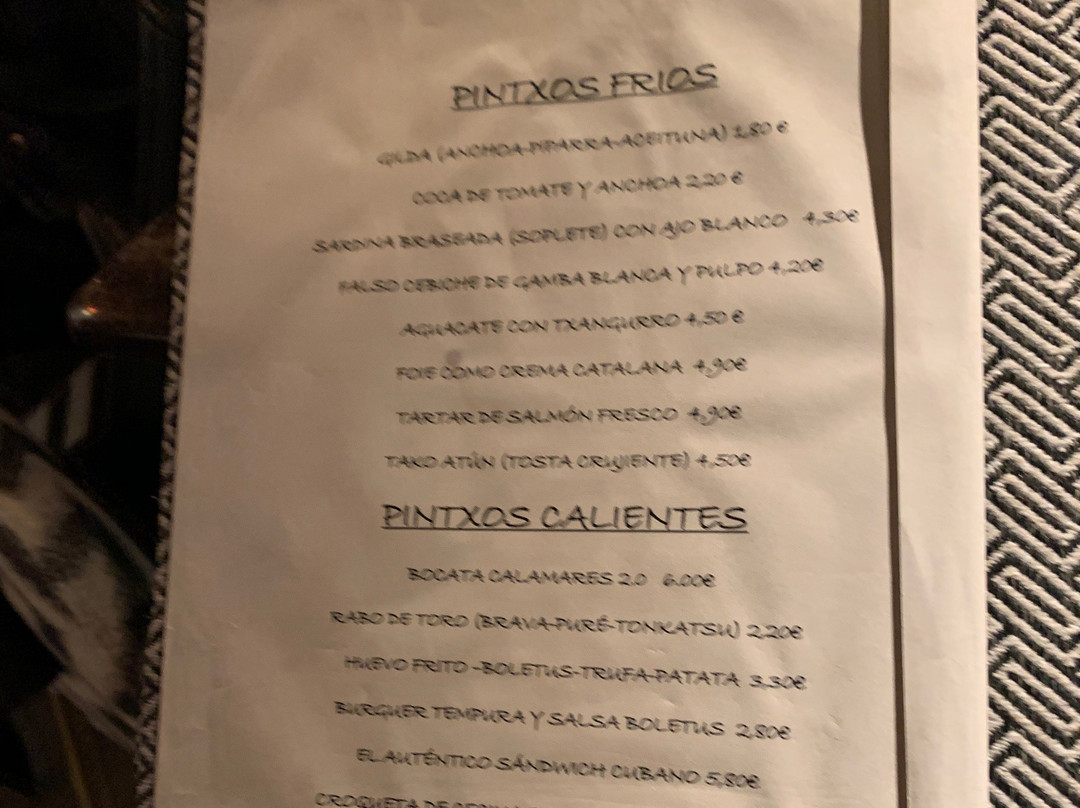 PINTXOS FRIOS
GILDA (ANCHOA-PIPARRA-ACEITUNA) 1,80 €
COCA DE TOMATE Y ANCHOA 2,20 €
SARDINA BRASEADA (SOPLETE) CON AJO BLANCO 4,30€
FALSO CEBICHE DE GAMBA BLANCA Y PULPO 4,20€
AGUACATE CON TXANGURRO 4,50 €
FOIE COMO CREMA CATALANA 4,90€
TARTAR DE SALMÓN FRESCO 4,90€
TAKO ATÚN (TOSTA CRUJIENTE) 4,50€
PINTXOS CALIENTES
BOCATA CALAMARES 2.0 6.00€
RABO DE TORO (BRAVA-PURÉ-TONKATSU) 2,20€
HUEVO FRITO -BOLETUS-TRUFA-PATATA 3,30€
BURGUER TEMPURA Y SALSA BOLETUS 2,80€
EL AUTÉNTICO SÁNDWICH CUBANO 5,80€
CROQUETA DE